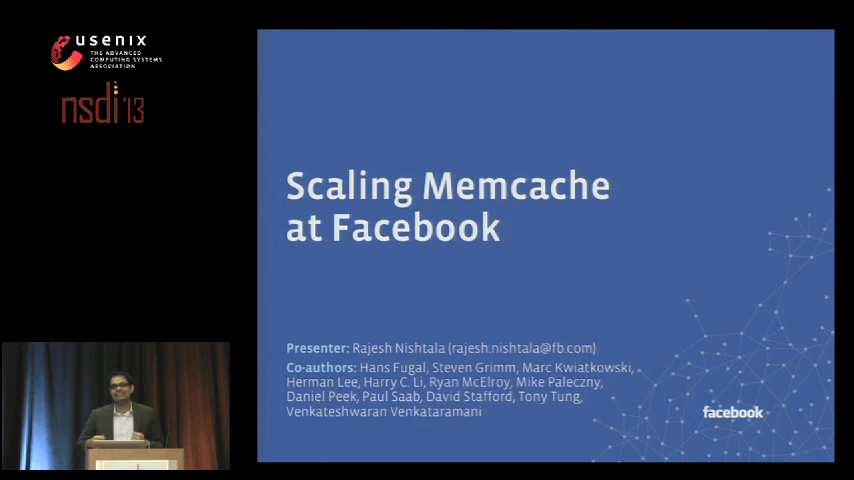 usenix
THE ADVANCED
COMPUTING SYSTEMS
ASSOCIATION
nsdi '13
Scaling Memcache
at Facebook
Presenter: Rajesh Nishtala (rajesh.nishtala@fb.com)
Co-authors: Hans Fugal, Steven Grimm, Marc Kwiatkowski,
Herman Lee, Harry C. Li, Ryan McElroy, Mike Paleczny,
Daniel Peek, Paul Saab, David Stafford, Tony Tung,
Venkateshwaran Venkataramani
facebook